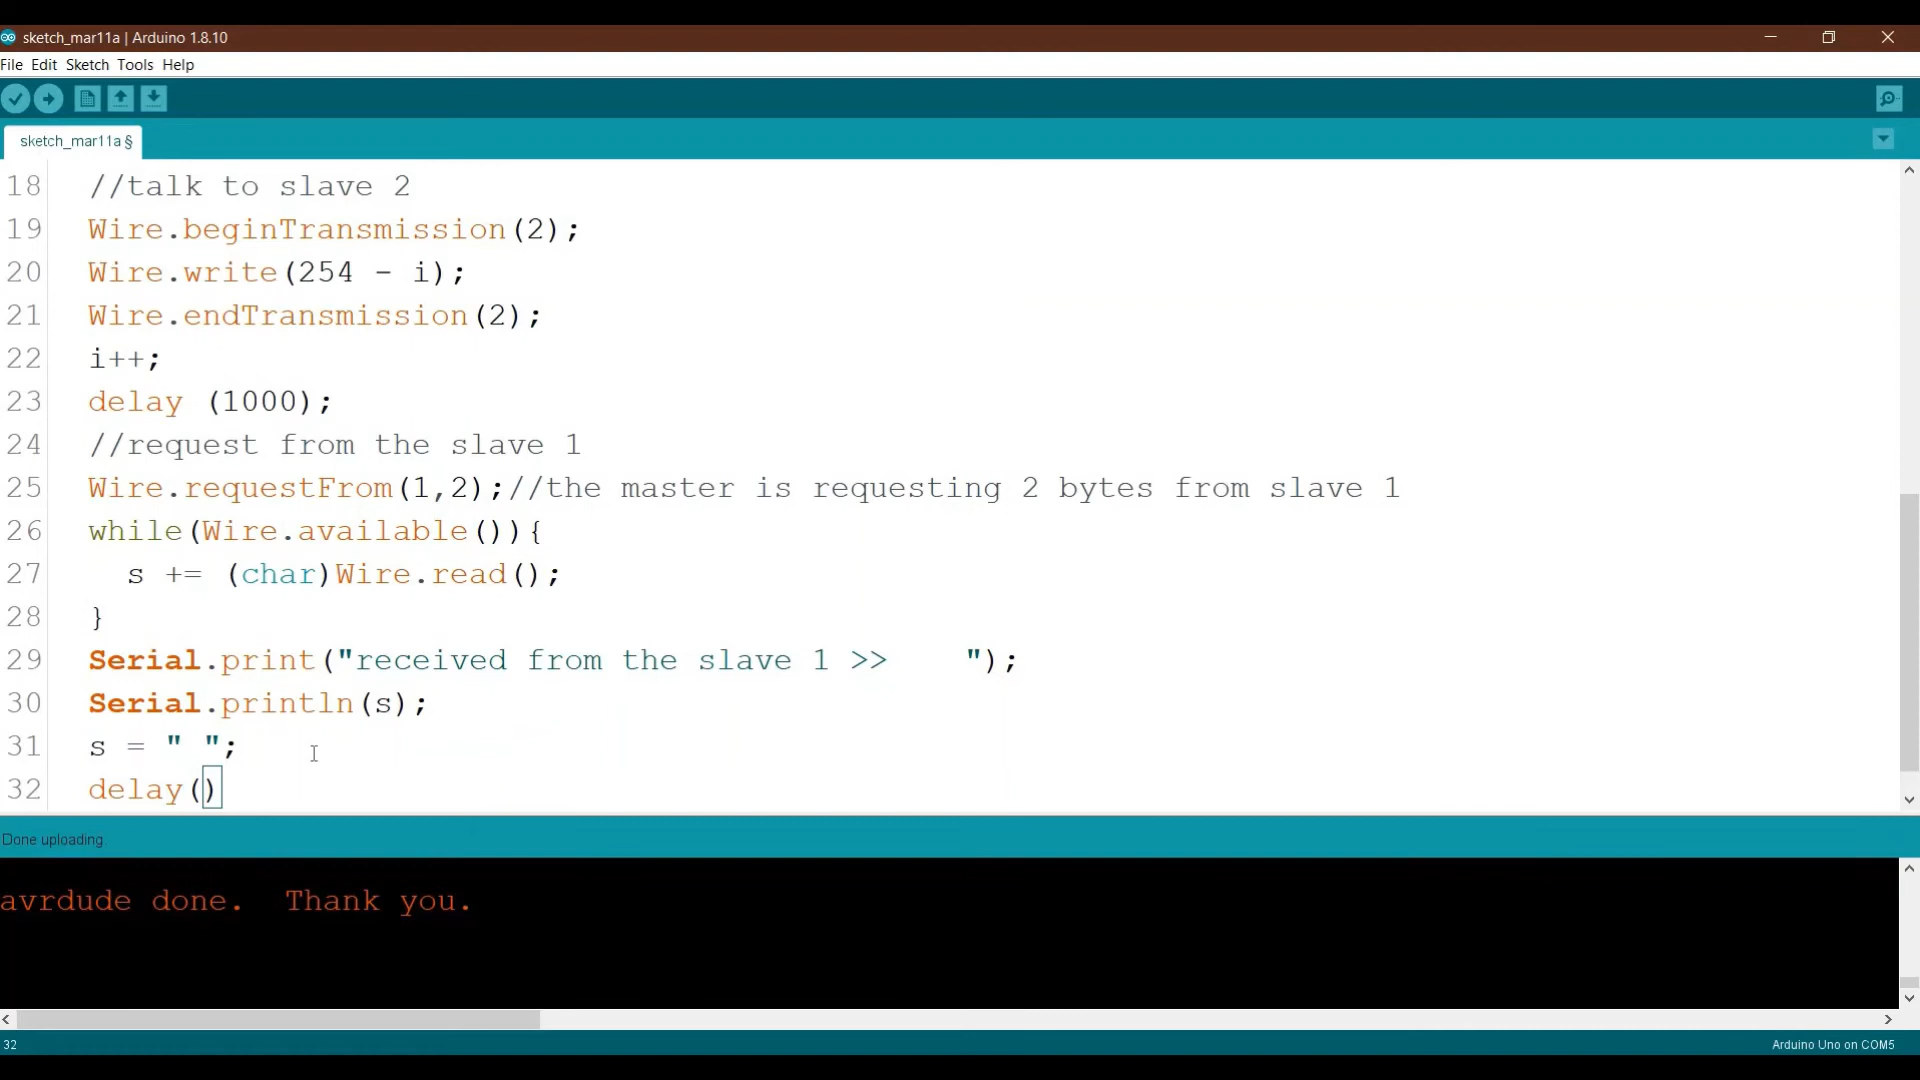 sketch_mar11a | Arduino 1.8.10
File Edit Sketch Tools Help
sketch_mar11a §
18 //talk to slave 2
19 Wire.beginTransmission(2);
20 Wire.write(254 - i);
21 Wire.endTransmission(2);
22 i++;
23 delay (1000);
24 //request from the slave 1
25 Wire.requestFrom(1,2);//the master is requesting 2 bytes from slave 1
26 while(Wire.available()){
27 s += (char)Wire.read();
28 }
29 Serial.print("received from the slave 1 >>    ");
30 Serial.println(s);
31 s = " ";
32 delay()
Done uploading.
avrdude done.  Thank you.
32 Arduino Uno on COM5